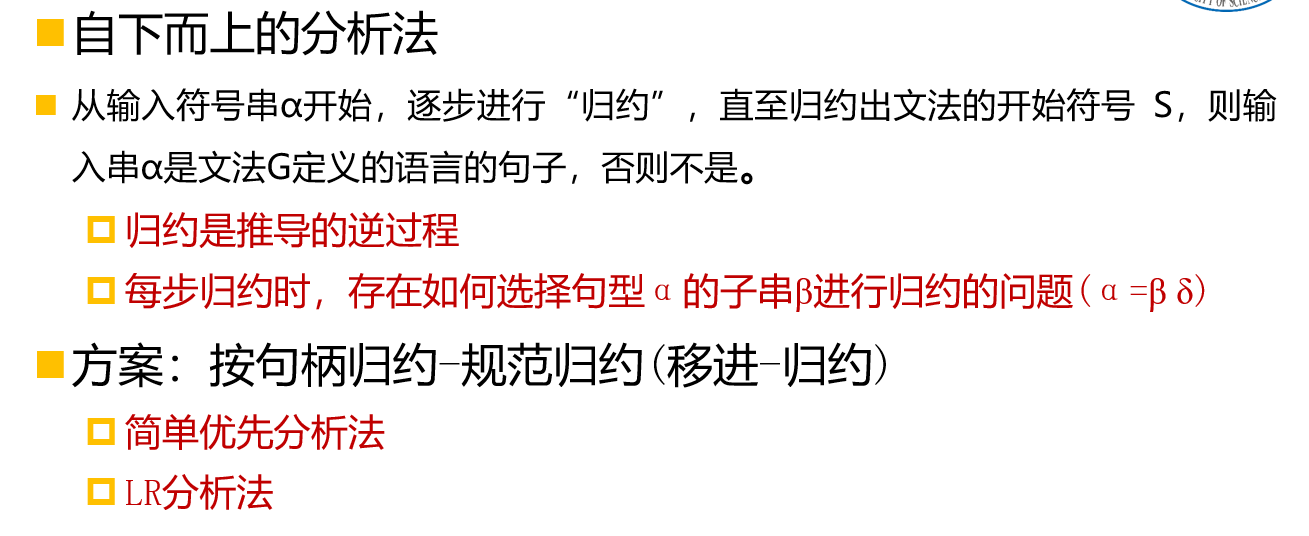 自下而上的分析法
从输入符号串α开始，逐步进行“归约”，直至归约出文法的开始符号 S，则输
入串α是文法G定义的语言的句子，否则不是。
归约是推导的逆过程
每步归约时，存在如何选择句型α的子串β进行归约的问题(α=βδ)
方案：按句柄归约-规范归约(移进-归约)
简单优先分析法
LR分析法